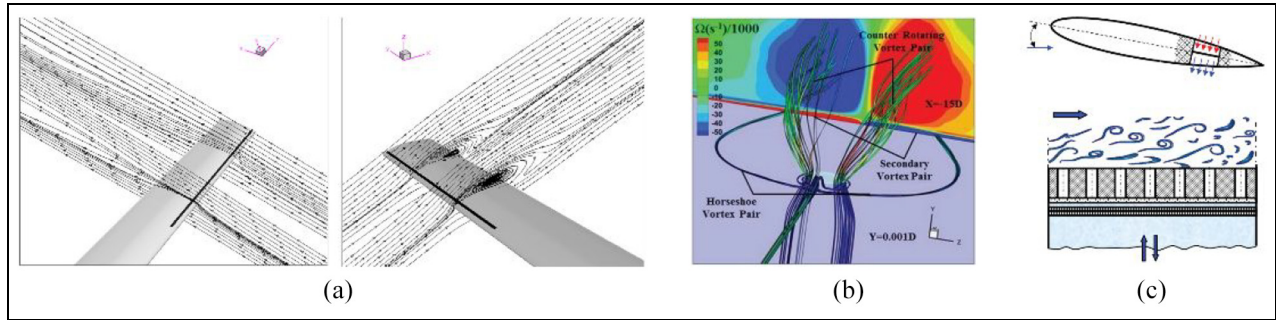 Ω(s⁻¹)/1000
50
40
30
20
10
0
-10
-20
-30
-40
-50
Counter Rotating
Vortex Pair
X=-15D
Secondary
Vortex Pair
Horseshoe
Vortex Pair
Y=0.001D
Y
Z
(a)
(b)
(c)